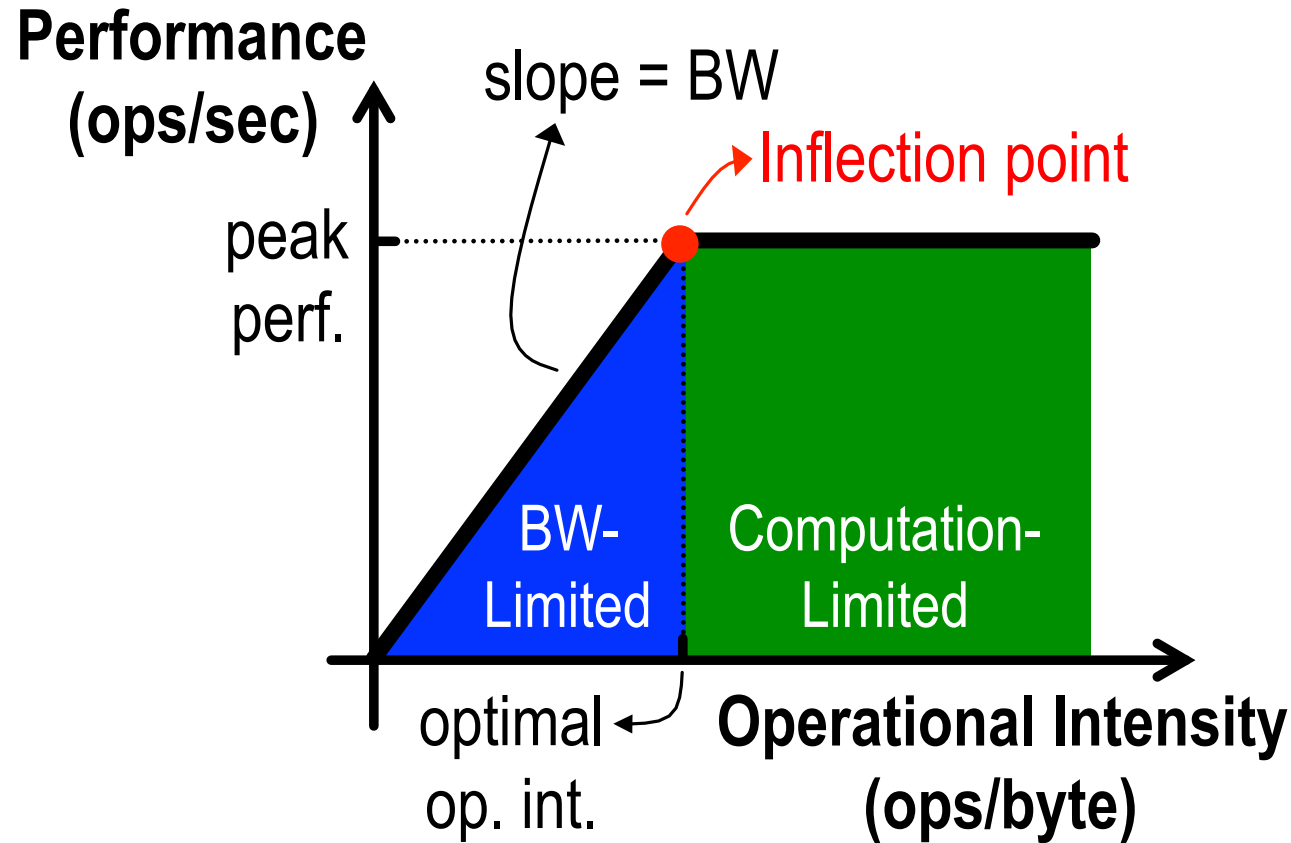 Performance
(ops/sec)
slope = BW
Inflection point
peak
perf.
BW-
Limited
Computation-
Limited
optimal
op. int.
Operational Intensity
(ops/byte)